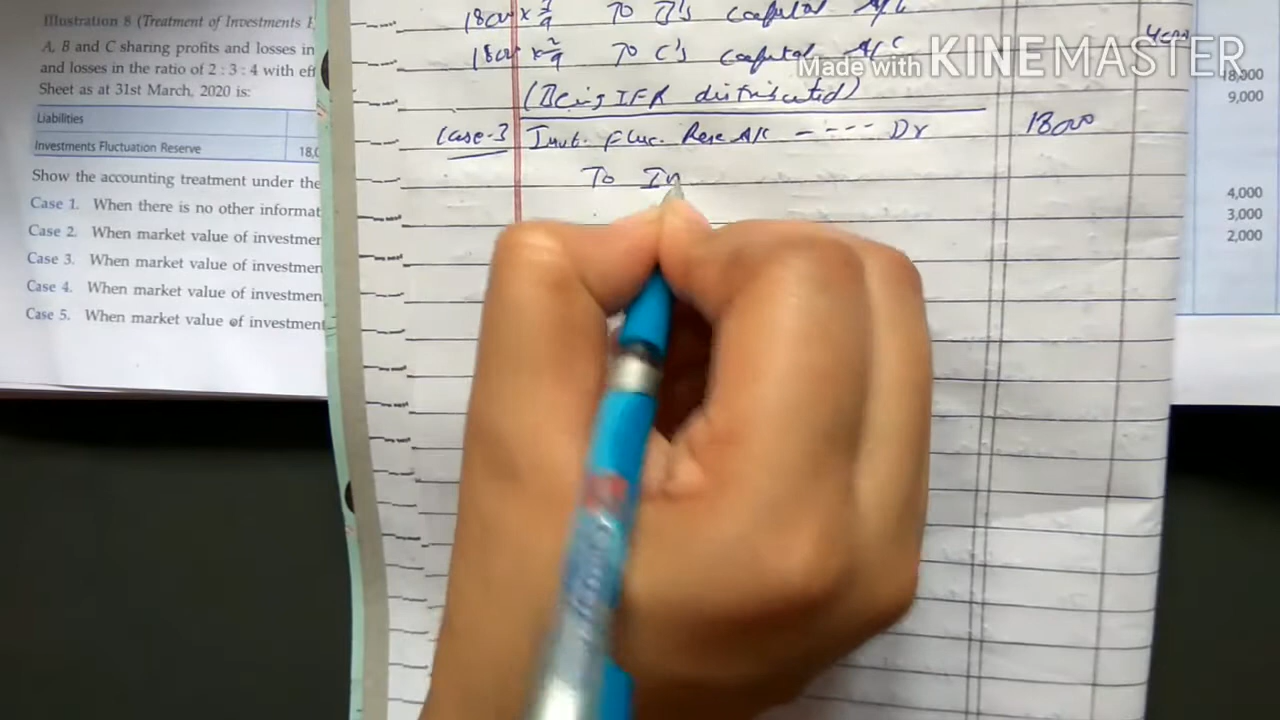 Illustration 8 (Treatment of Investments F
A, B and C sharing profits and losses in
and losses in the ratio of 2 : 3 : 4 with eff
Sheet as at 31st March, 2020 is:
Liabilities
Investments Fluctuation Reserve 18,0
Show the accounting treatment under the
Case 1. When there is no other informat
Case 2. When market value of investmen
Case 3. When market value of investmen
Case 4. When market value of investmen
Case 5. When market value of investment
18000 × 3/9 To B's Capital A/c
18000 × 2/9 To C's Capital A/C 4000
(Being IFR distributed)
Case-3 Invt. Fluc. Rese A/c ----- Dr 18000
To In
Made with KINEMASTER
18,000
9,000
4,000
3,000
2,000